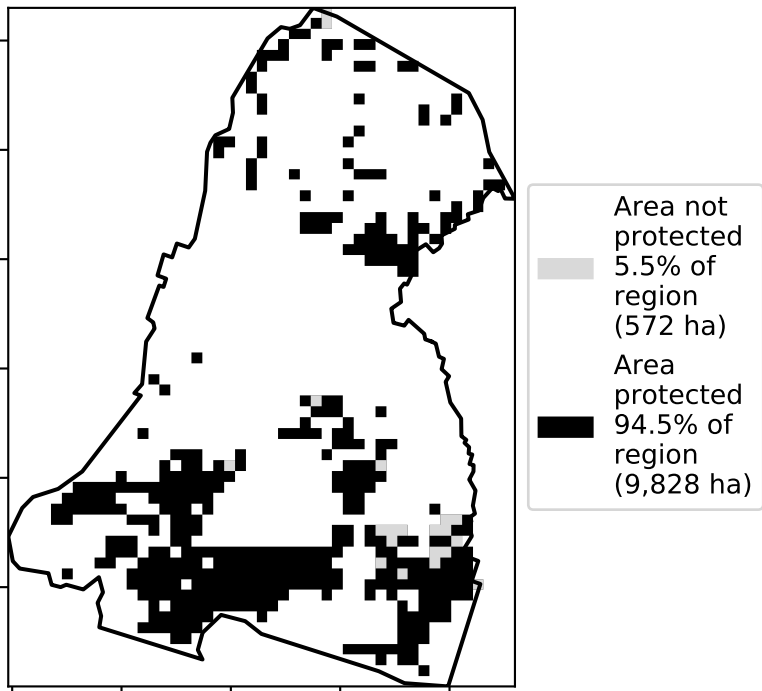 Area not
protected
5.5% of
region
(572 ha)
Area
protected
94.5% of
region
(9,828 ha)